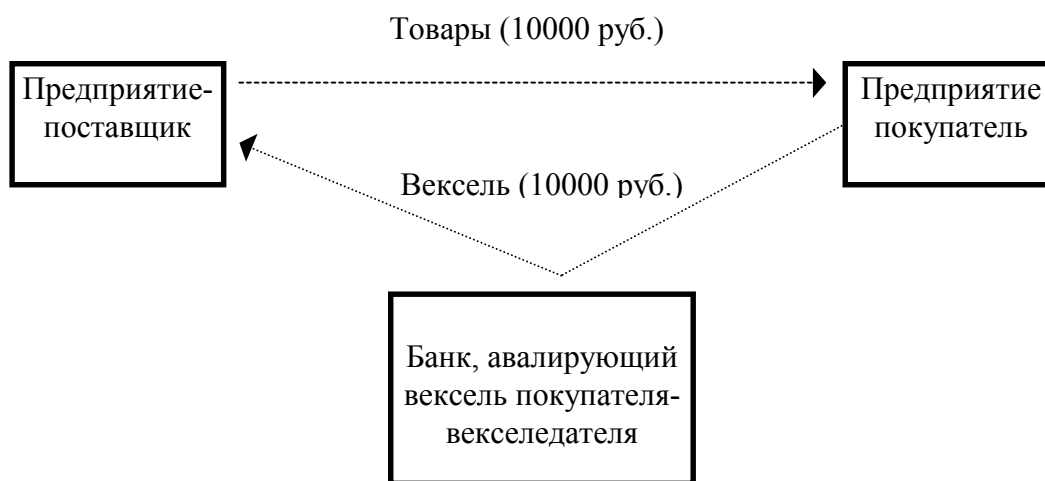 Товары (10000 руб.)
Предприятие-
поставщик
Предприятие
покупатель
Вексель (10000 руб.)
Банк, авалирующий
вексель покупателя-
векселедателя